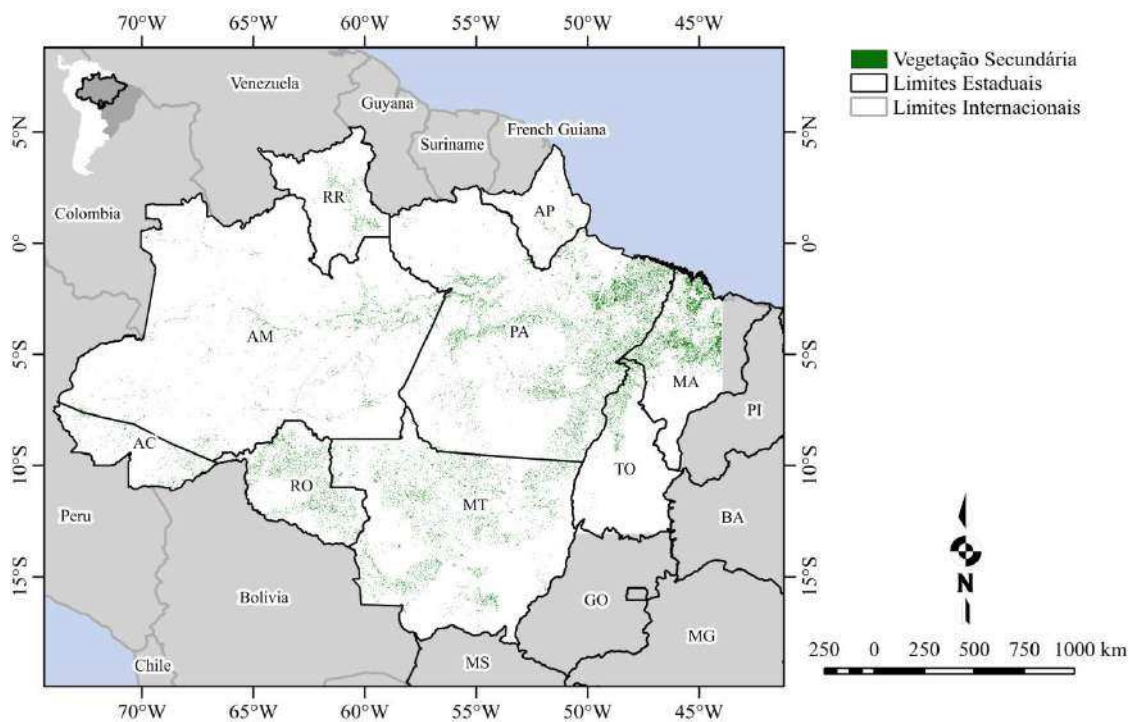 70°W 65°W 60°W 55°W 50°W 45°W
Vegetação Secundária
Limites Estaduais
Limites Internacionais
Venezuela
Guyana
French Guiana
Suriname
5°N
5°N
RR
AP
Colombia
0°
0°
AM
PA
5°S
5°S
MA
PI
AC
10°S
10°S
RO
TO
MT
Peru
BA
15°S
15°S
Bolivia
GO
MG
Chile
MS
N
250 0 250 500 750 1000 km
70°W 65°W 60°W 55°W 50°W 45°W